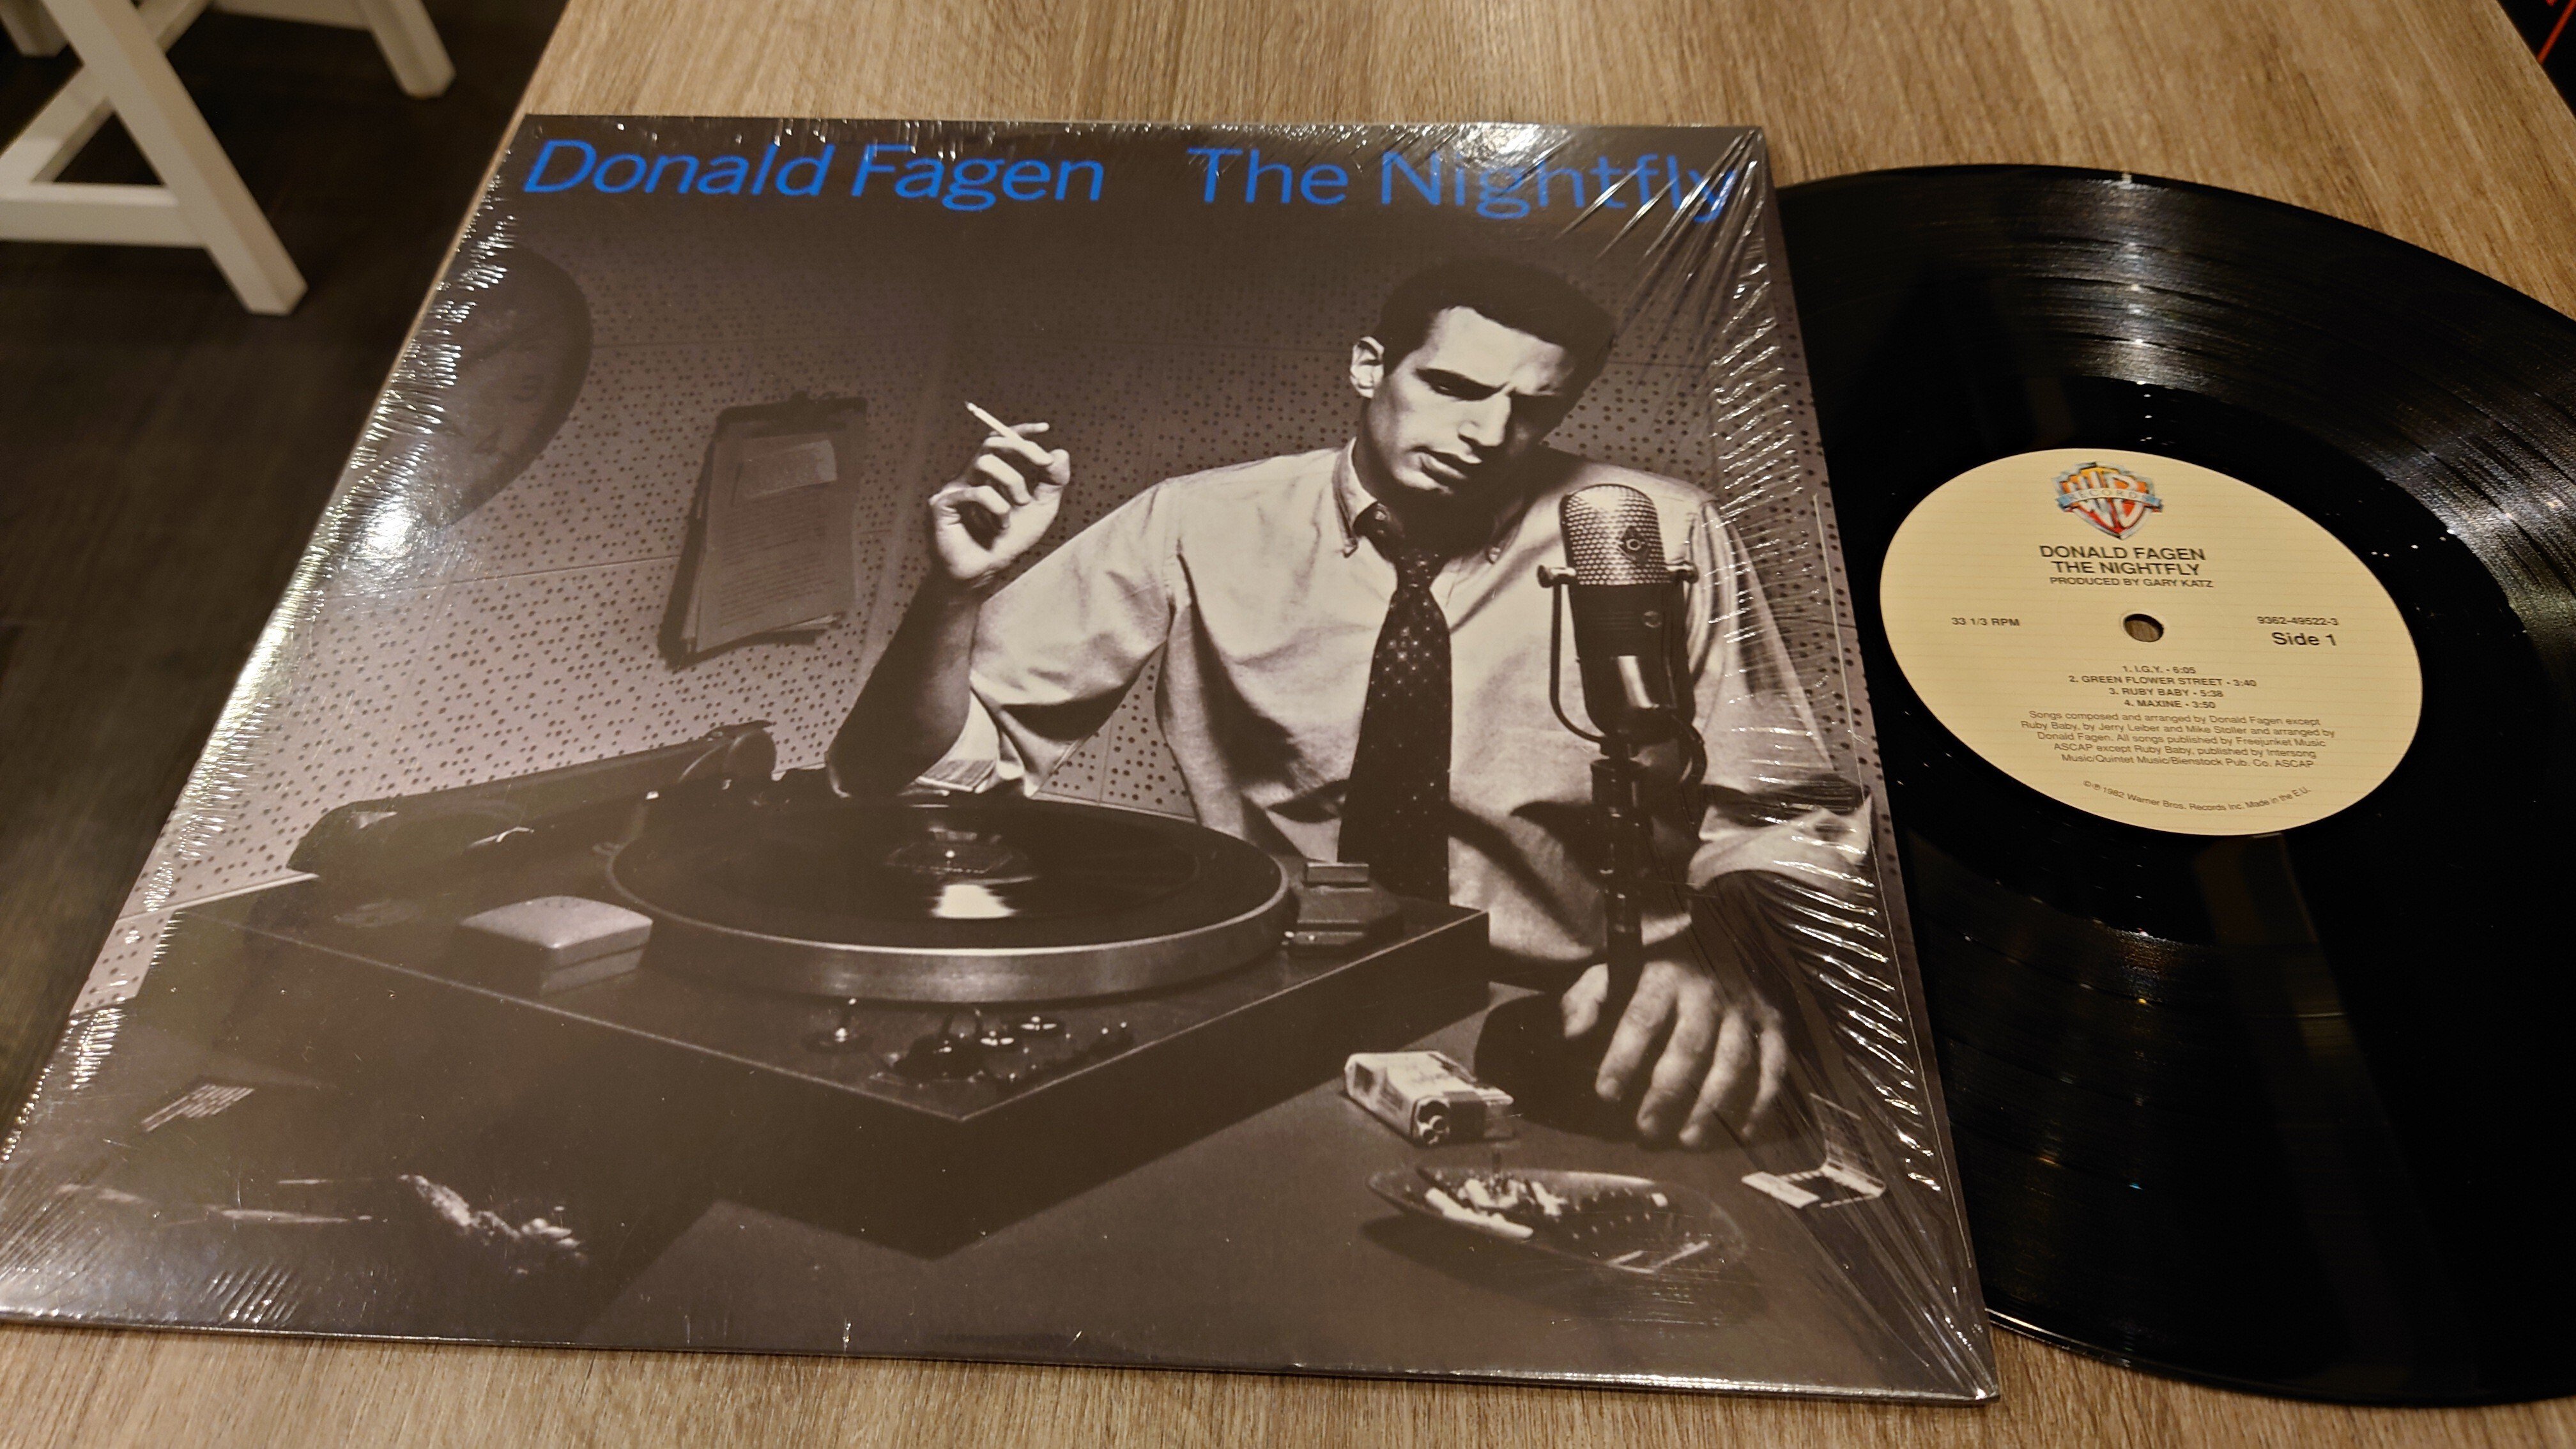 Donald Fagen The Nightfly
WB
RECORDS
DONALD FAGEN
THE NIGHTFLY
PRODUCED BY GARY KATZ
33 1/3 RPM
9362-49522-3
Side 1
1. I.G.Y. • 6:05
2. GREEN FLOWER STREET • 3:40
3. RUBY BABY • 5:38
4. MAXINE • 3:50
Songs composed and arranged by Donald Fagen except
Ruby Baby, by Jerry Leiber and Mike Stoller and arranged by
Donald Fagen. All songs published by Freejunket Music
ASCAP except Ruby Baby, published by Intersong
Music/Quintet Music/Bienstock Pub. Co. ASCAP
©℗ 1982 Warner Bros. Records Inc. Made in the E.U.